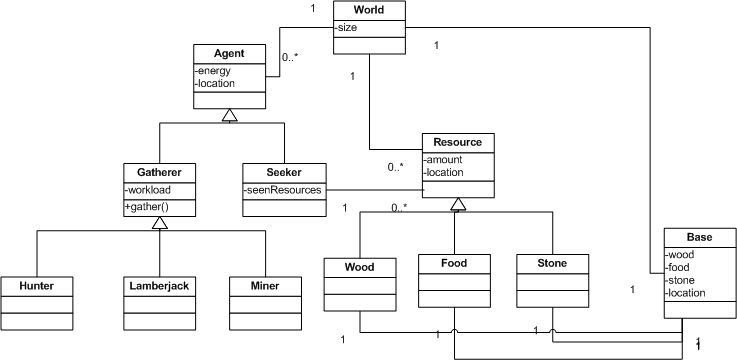 1
World
-size
1
Agent
0..*
-energy
-location
1
Resource
0..*
-amount
-location
Gatherer
-workload
+gather()
Seeker
-seenResources
1
0..*
Base
-wood
-food
-stone
-location
Hunter
Lamberjack
Miner
Wood
Food
Stone
1
1
1
1
1